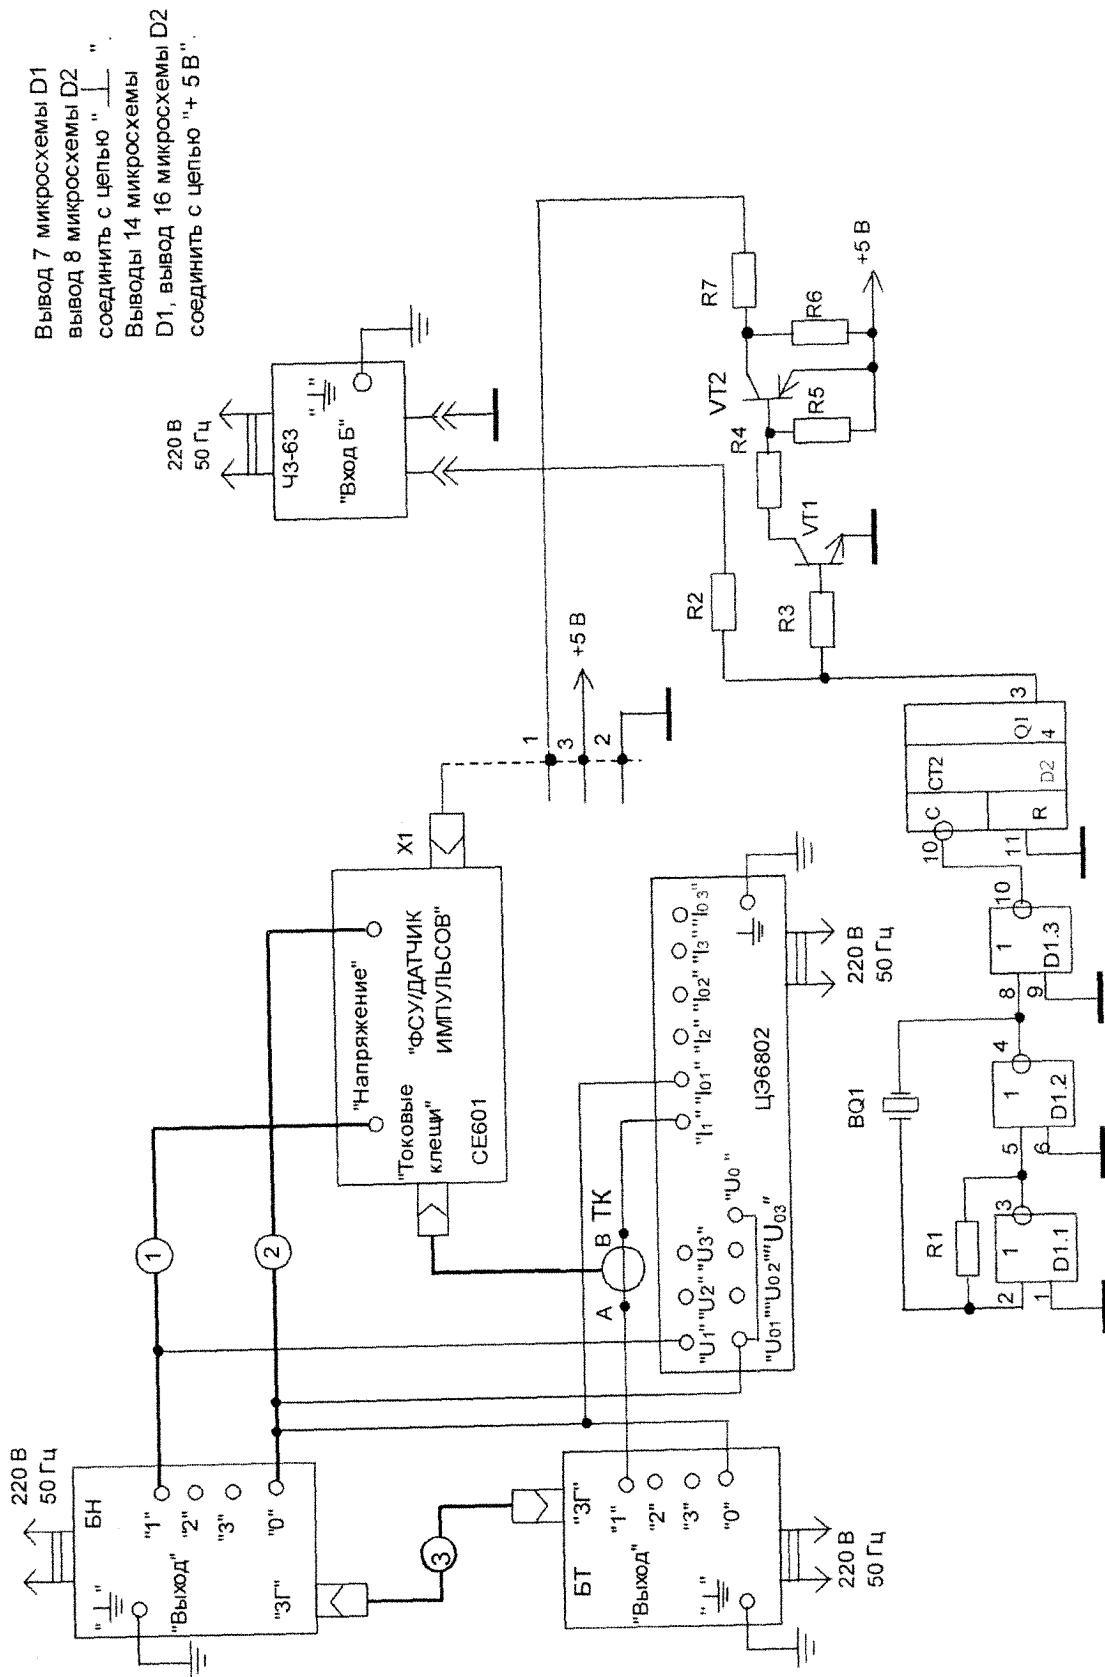 Вывод 7 микросхемы D1
вывод 8 микросхемы D2
соединить с цепью "⊥".
Выводы 14 микросхемы
D1, вывод 16 микросхемы D2
соединить с цепью "+ 5 В".
220 В
50 Гц
БН
"⊥"
"Выход"
"1"
"2"
"3"
"0"
"ЗГ"
1
2
3
"Напряжение"
"Токовые
клещи"
"ФСУ/ДАТЧИК
ИМПУЛЬСОВ"
СЕ601
X1
220 В
50 Гц
Ч3-63
"⊥"
"Вход Б"
1
3
2
+5 В
"ЗГ"
БТ
"Выход"
"1"
"2"
"3"
"0"
"⊥"
220 В
50 Гц
А
В
ТК
"U1" "U2" "U3"
"U01" "U02" "U03"
"U0"
"I1" "I01" "I2" "I02" "I3" "I03"
ЦЭ6802
⊥
220 В
50 Гц
R2
R3
VT1
R4
VT2
R5
R6
R7
+5 В
BQ1
R1
2
1
1
D1.1
3
5
6
1
D1.2
4
8
9
1
D1.3
10
10
11
C
R
CT2
D2
Q1
4
3